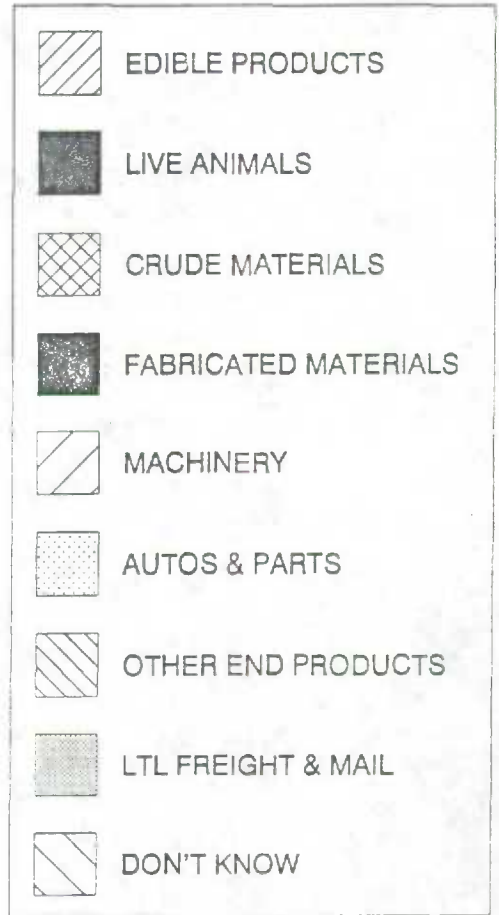 EDIBLE PRODUCTS
LIVE ANIMALS
CRUDE MATERIALS
FABRICATED MATERIALS
MACHINERY
AUTOS & PARTS
OTHER END PRODUCTS
LTL FREIGHT & MAIL
DON'T KNOW